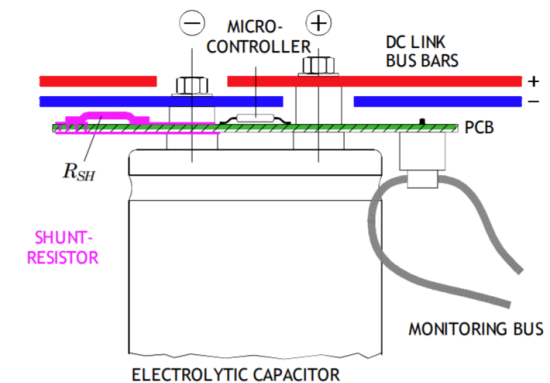 −
MICRO-
CONTROLLER
+
DC LINK
BUS BARS
+
−
PCB
R_SH
SHUNT-
RESISTOR
MONITORING BUS
ELECTROLYTIC CAPACITOR